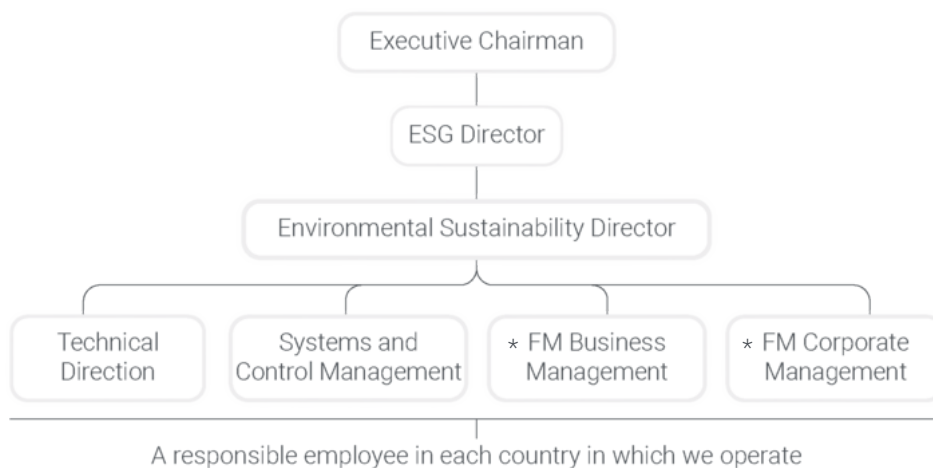 Executive Chairman
ESG Director
Environmental Sustainability Director
Technical
Direction
Systems and
Control Management
* FM Business
Management
* FM Corporate
Management
A responsible employee in each country in which we operate